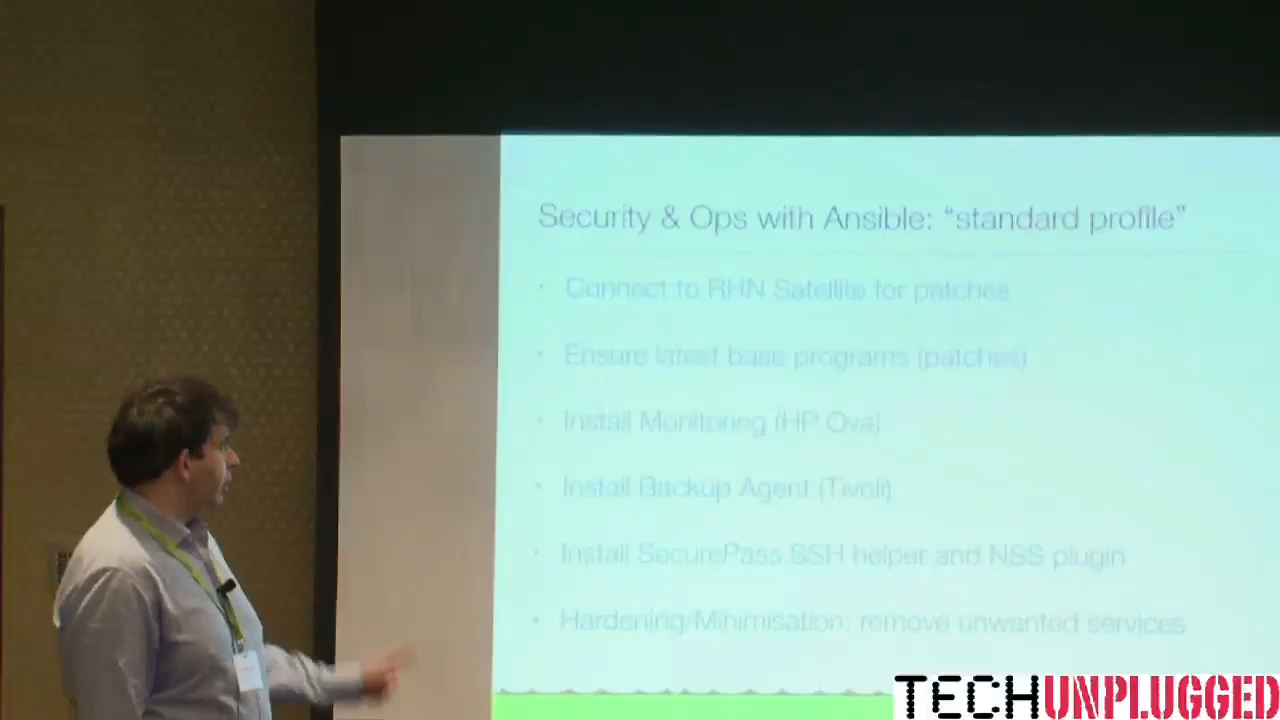 Security & Ops with Ansible: “standard profile”
• Connect to RHN Satellite for patches
• Ensure latest base programs (patches)
• Install Monitoring (HP Ova)
• Install Backup Agent (Tivoli)
• Install SecurePass SSH helper and NSS plugin
• Hardening/Minimisation: remove unwanted services
TECHUNPLUGGED